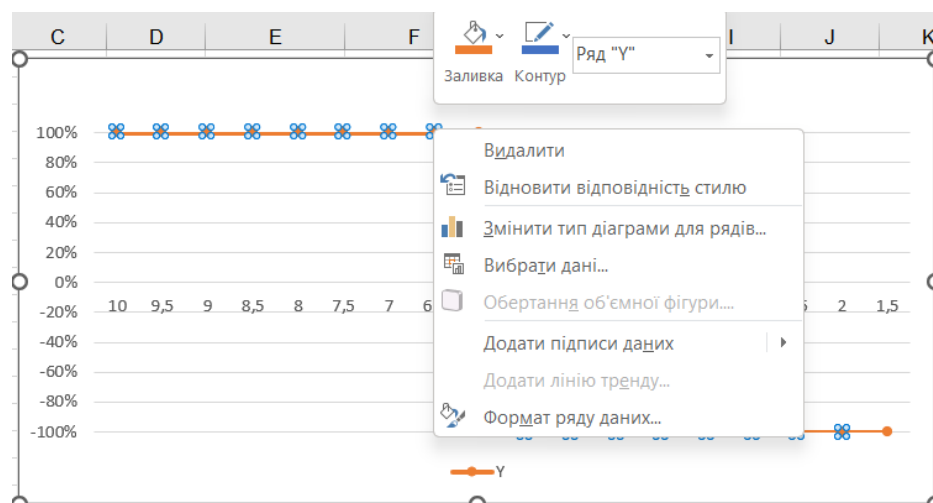 C D E F I J K
Заливка Контур Ряд "Y"
100%
80%
60%
40%
20%
0%
-20%
-40%
-60%
-80%
-100%
10 9,5 9 8,5 8 7,5 7 2 1,5
Видалити
Відновити відповідність стилю
Змінити тип діаграми для рядів...
Вибрати дані...
Обертання об'ємної фігури....
Додати підписи даних
Додати лінію тренду...
Формат ряду даних...
Y